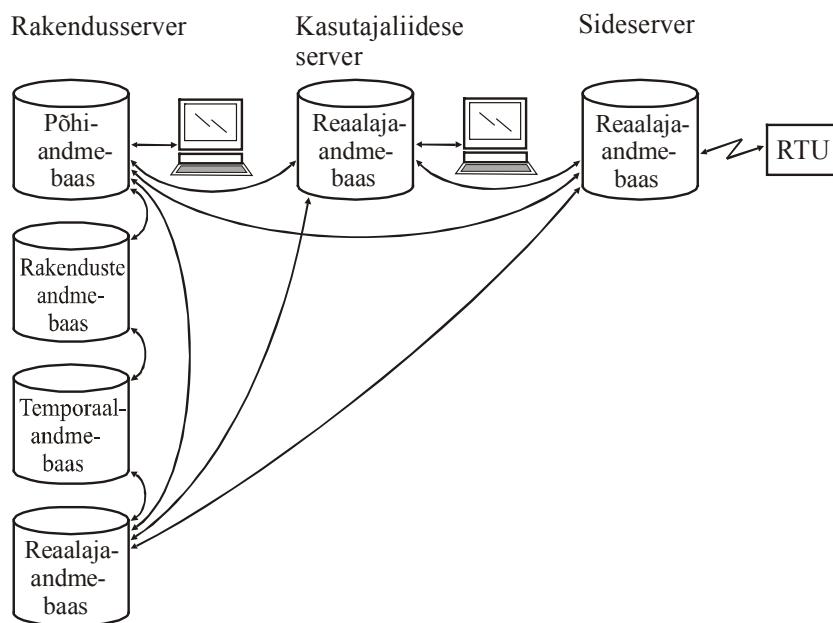 Rakendusserver
Kasutajaliidese
server
Sideserver
Põhi-
andme-
baas
Reaalaja-
andme-
baas
Reaalaja-
andme-
baas
RTU
Rakenduste
andme-
baas
Temporaal-
andme-
baas
Reaalaja-
andme-
baas